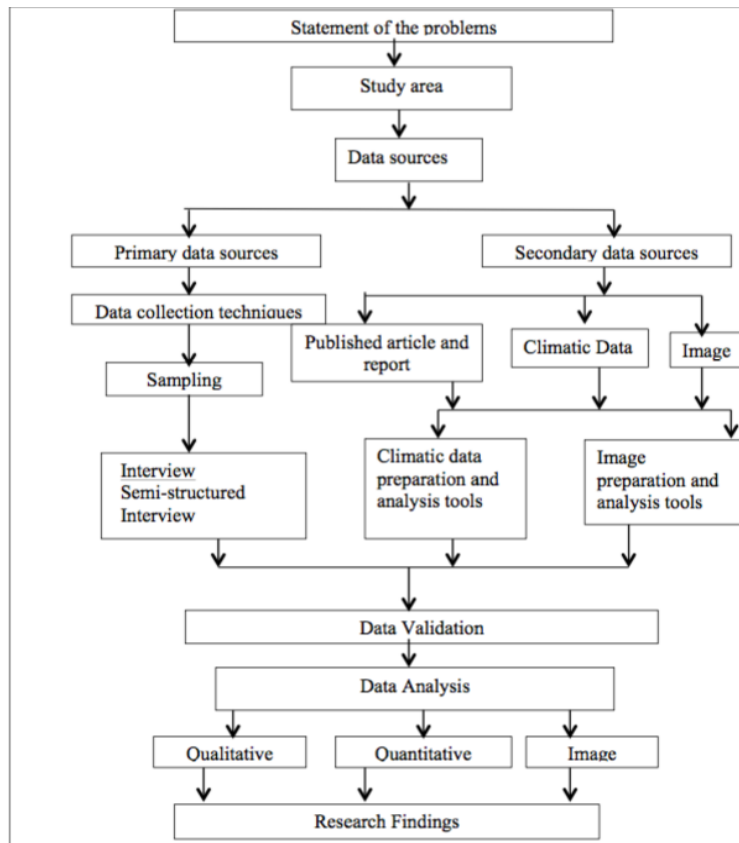 Statement of the problems
Study area
Data sources
Primary data sources
Secondary data sources
Data collection techniques
Published article and
report
Climatic Data
Image
Sampling
Interview
Semi-structured
Interview
Climatic data
preparation and
analysis tools
Image
preparation and
analysis tools
Data Validation
Data Analysis
Qualitative
Quantitative
Image
Research Findings